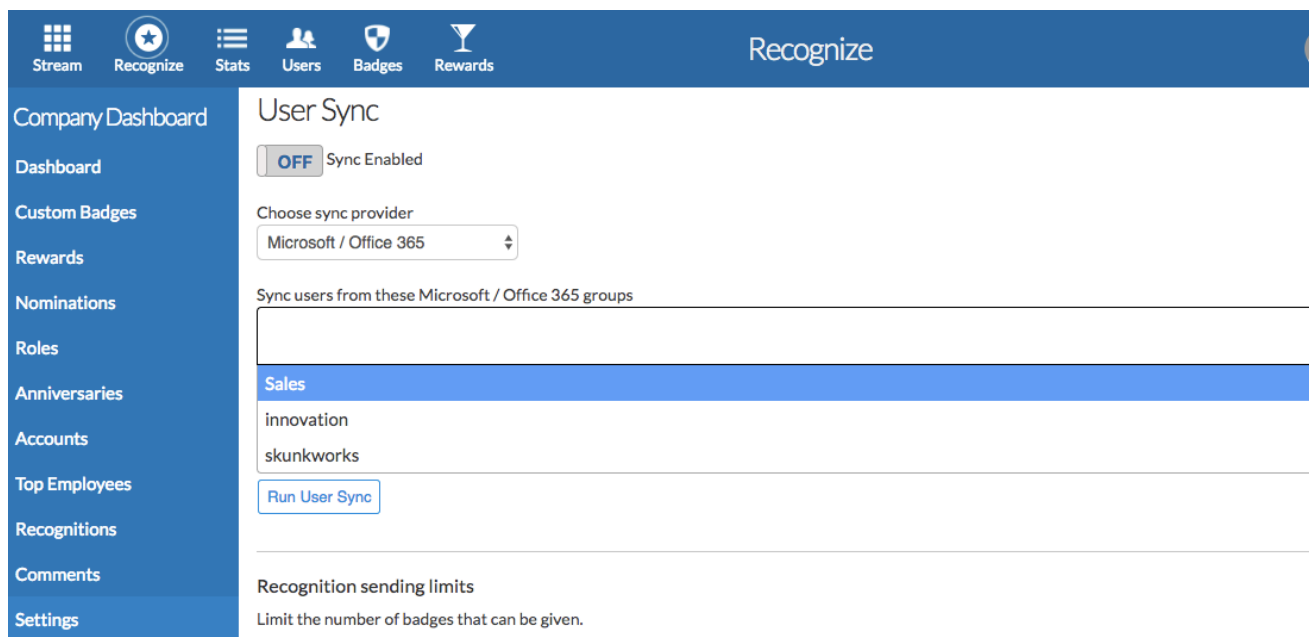 Stream Recognize Stats Users Badges Rewards
Recognize
Company Dashboard
Dashboard
Custom Badges
Rewards
Nominations
Roles
Anniversaries
Accounts
Top Employees
Recognitions
Comments
Settings
User Sync
OFF Sync Enabled
Choose sync provider
Microsoft / Office 365
Sync users from these Microsoft / Office 365 groups
Sales
innovation
skunkworks
Run User Sync
Recognition sending limits
Limit the number of badges that can be given.